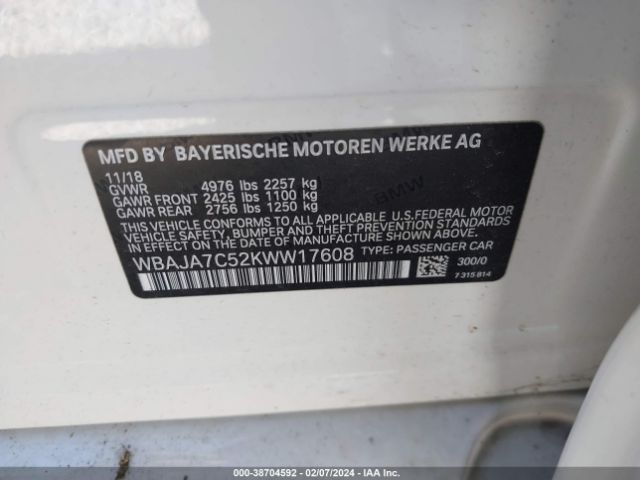 MFD BY BAYERISCHE MOTOREN WERKE AG
11/18
GVWR 4976 lbs 2257 kg
GAWR FRONT 2425 lbs 1100 kg
GAWR REAR 2756 lbs 1250 kg
THIS VEHICLE CONFORMS TO ALL APPLICABLE U.S.FEDERAL MOTOR
VEHICLE SAFETY, BUMPER AND THEFT PREVENTION STANDARDS
IN EFFECT ON THE DATE OF MANUFACTURE SHOWN ABOVE.
WBAJA7C52KWW17608 TYPE: PASSENGER CAR
300/0
7 315 814
000-38704592 - 02/07/2024 - IAA Inc.